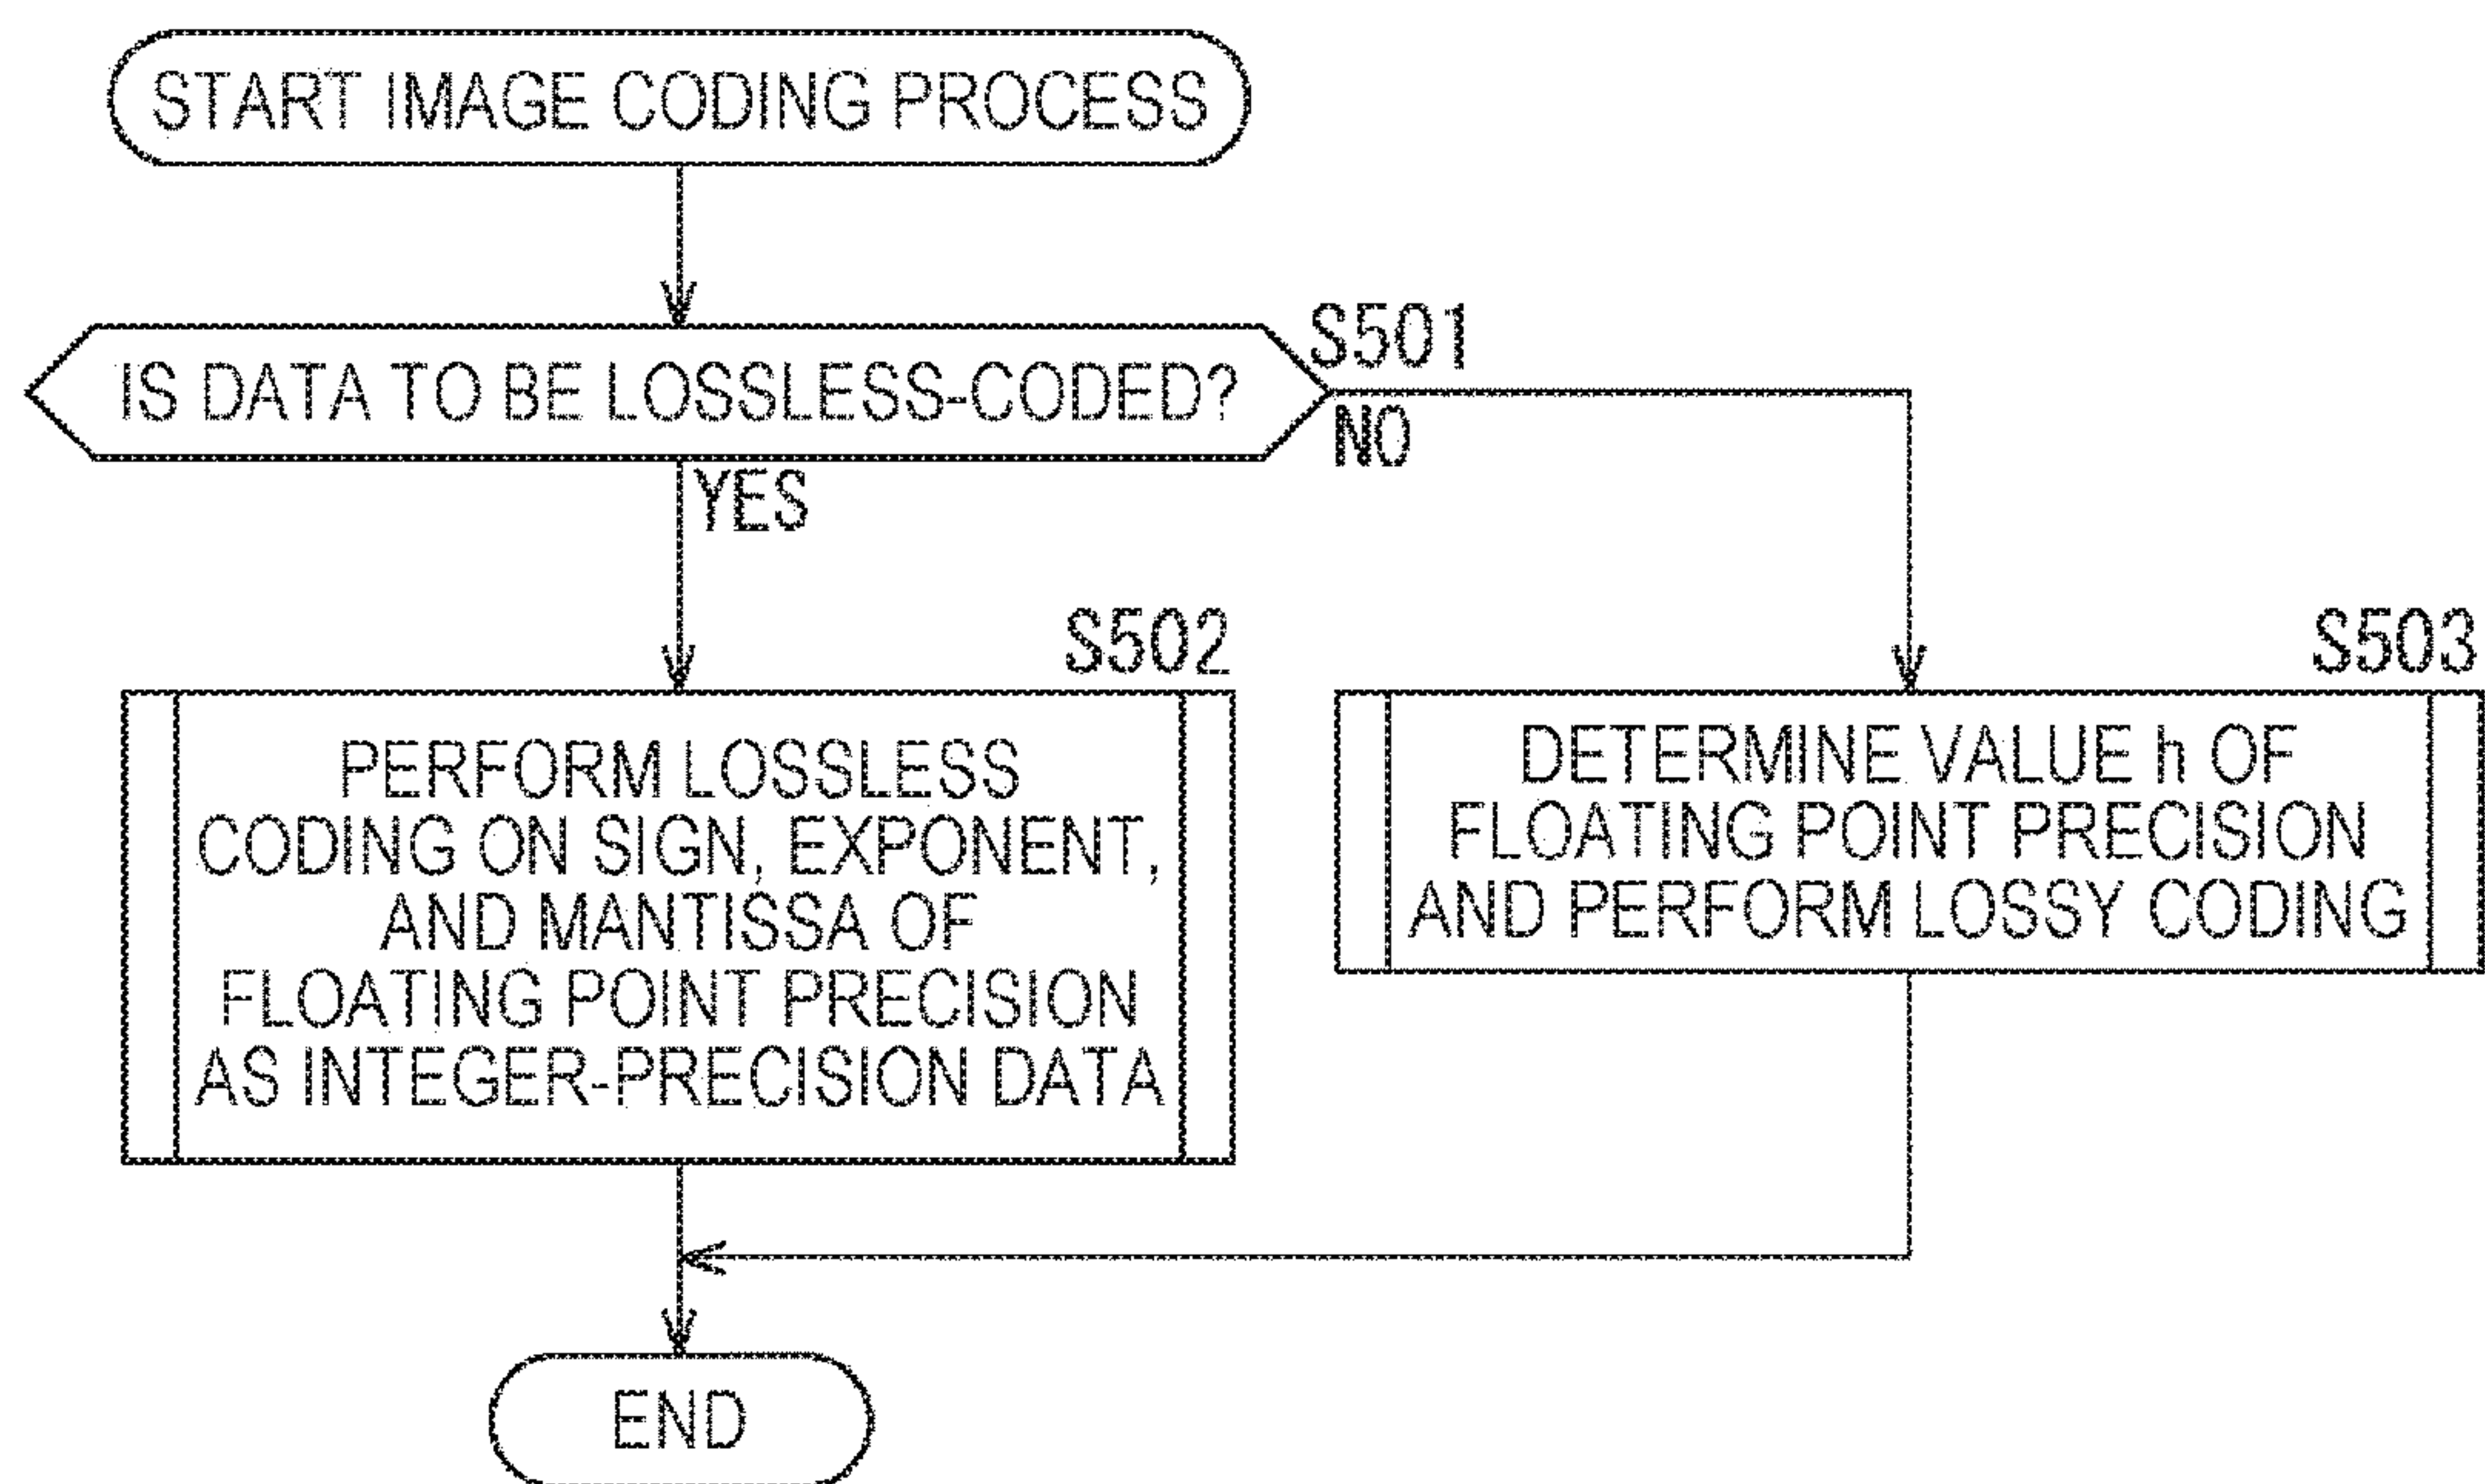 START IMAGE CODING PROCESS
S501
IS DATA TO BE LOSSLESS-CODED?
NO
YES
S502
PERFORM LOSSLESS
CODING ON SIGN, EXPONENT,
AND MANTISSA OF
FLOATING POINT PRECISION
AS INTEGER-PRECISION DATA
S503
DETERMINE VALUE h OF
FLOATING POINT PRECISION
AND PERFORM LOSSY CODING
END